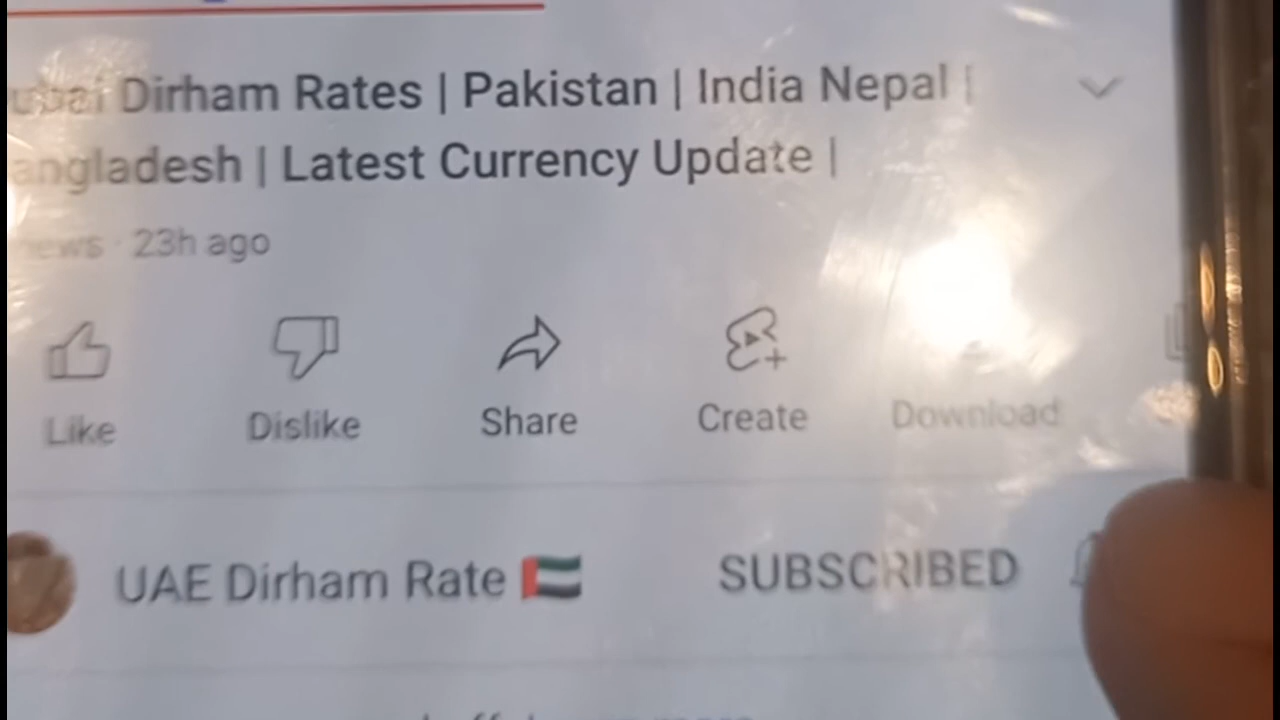 Dirham Rates | Pakistan | India Nepal |
angladesh | Latest Currency Update |
23h ago
Like Dislike Share Create Download
UAE Dirham Rate 🇦🇪 SUBSCRIBED